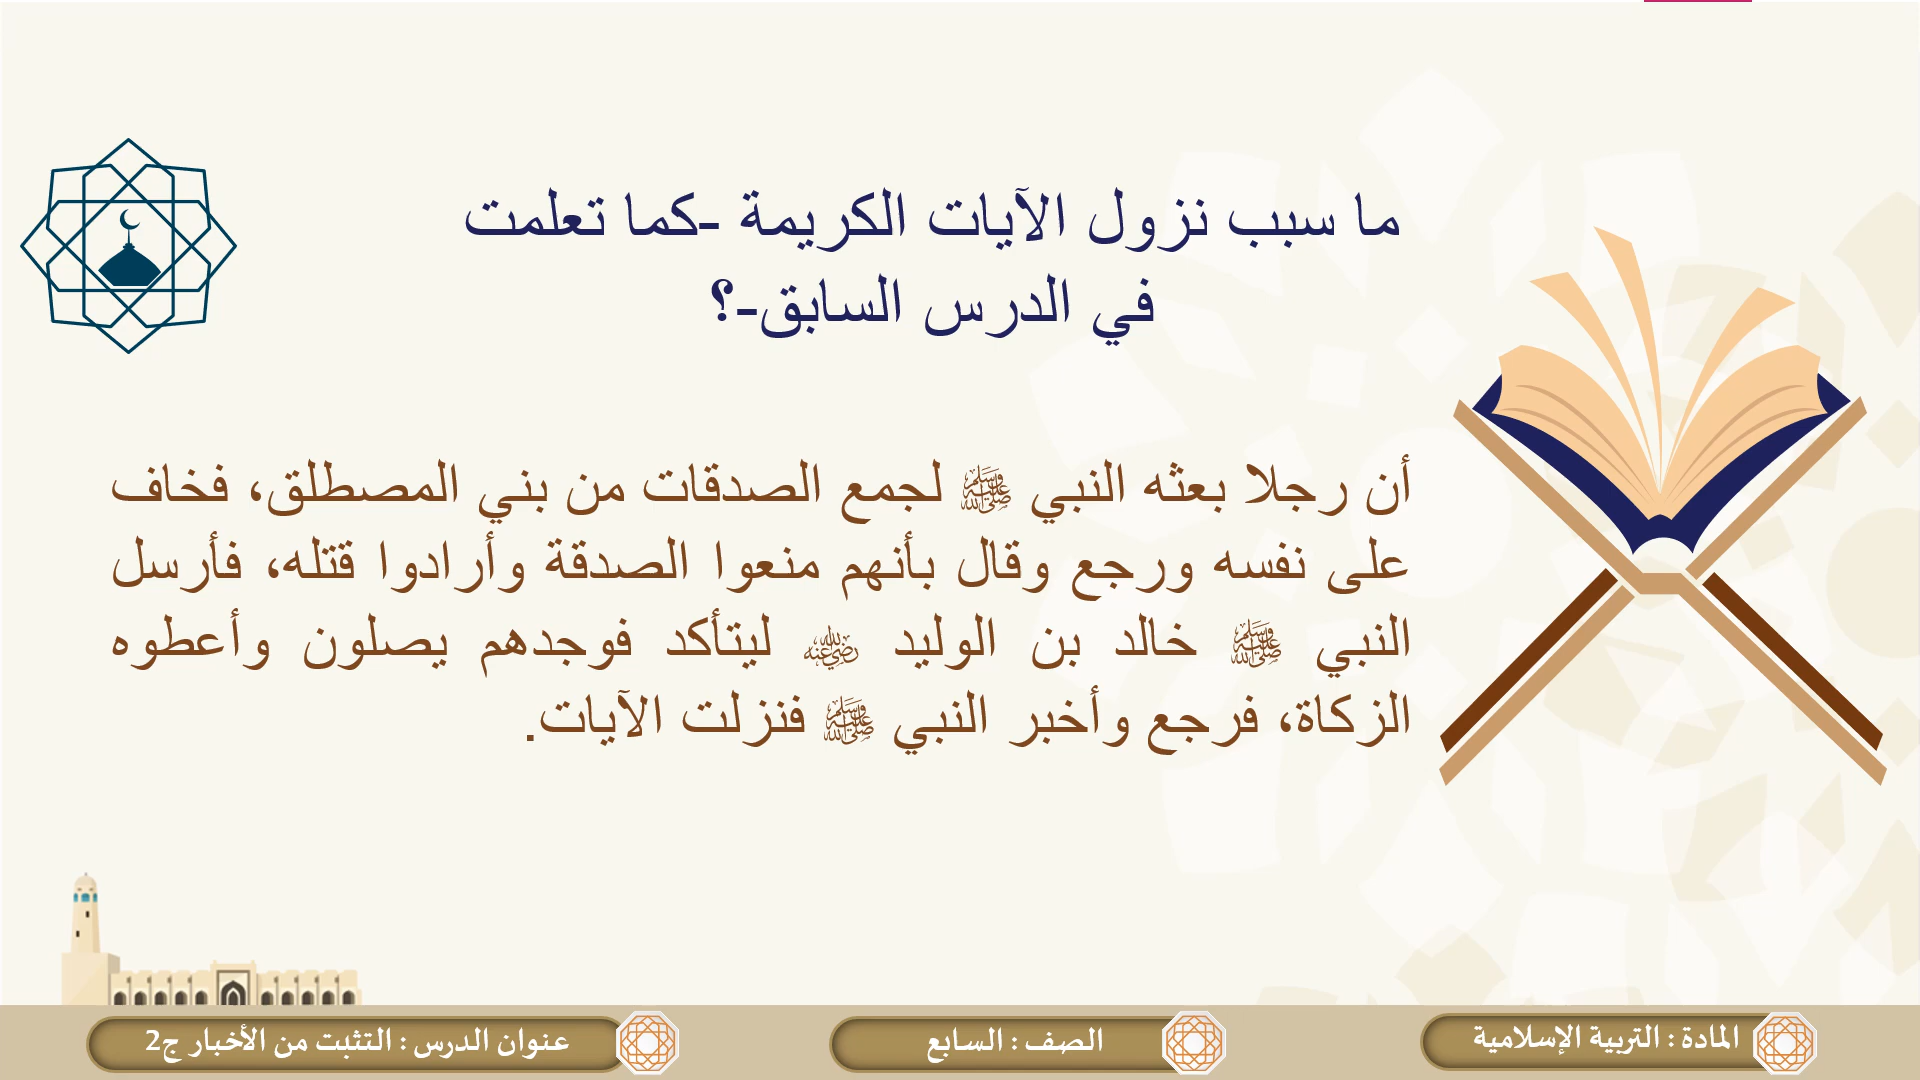 ما سبب نزول الآيات الكريمة -كما تعلمت
في الدرس السابق-؟
أن رجلا بعثه النبي ﷺ لجمع الصدقات من بني المصطلق، فخاف
على نفسه ورجع وقال بأنهم منعوا الصدقة وأرادوا قتله، فأرسل
النبي ﷺ خالد بن الوليد رضي الله عنه ليتأكد فوجدهم يصلون وأعطوه
الزكاة، فرجع وأخبر النبي ﷺ فنزلت الآيات.
المادة : التربية الإسلامية
الصف : السابع
عنوان الدرس : التثبت من الأخبار ج2